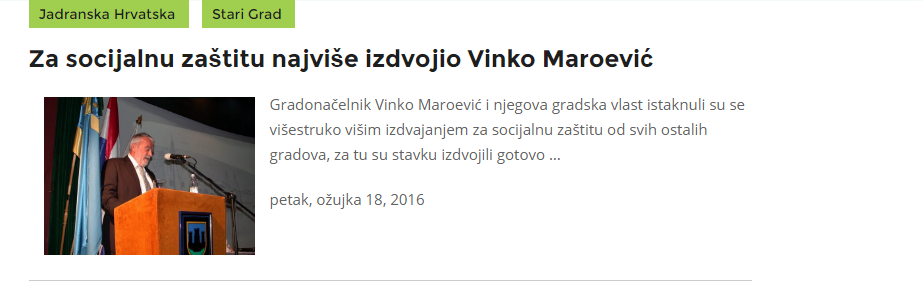 Jadranska Hrvatska
Stari Grad
Za socijalnu zaštitu najviše izdvojio Vinko Maroević
Gradonačelnik Vinko Maroević i njegova gradska vlast istaknuli su se
višestruko višim izdvajanjem za socijalnu zaštitu od svih ostalih
gradova, za tu su stavku izdvojili gotovo ...
petak, ožujka 18, 2016